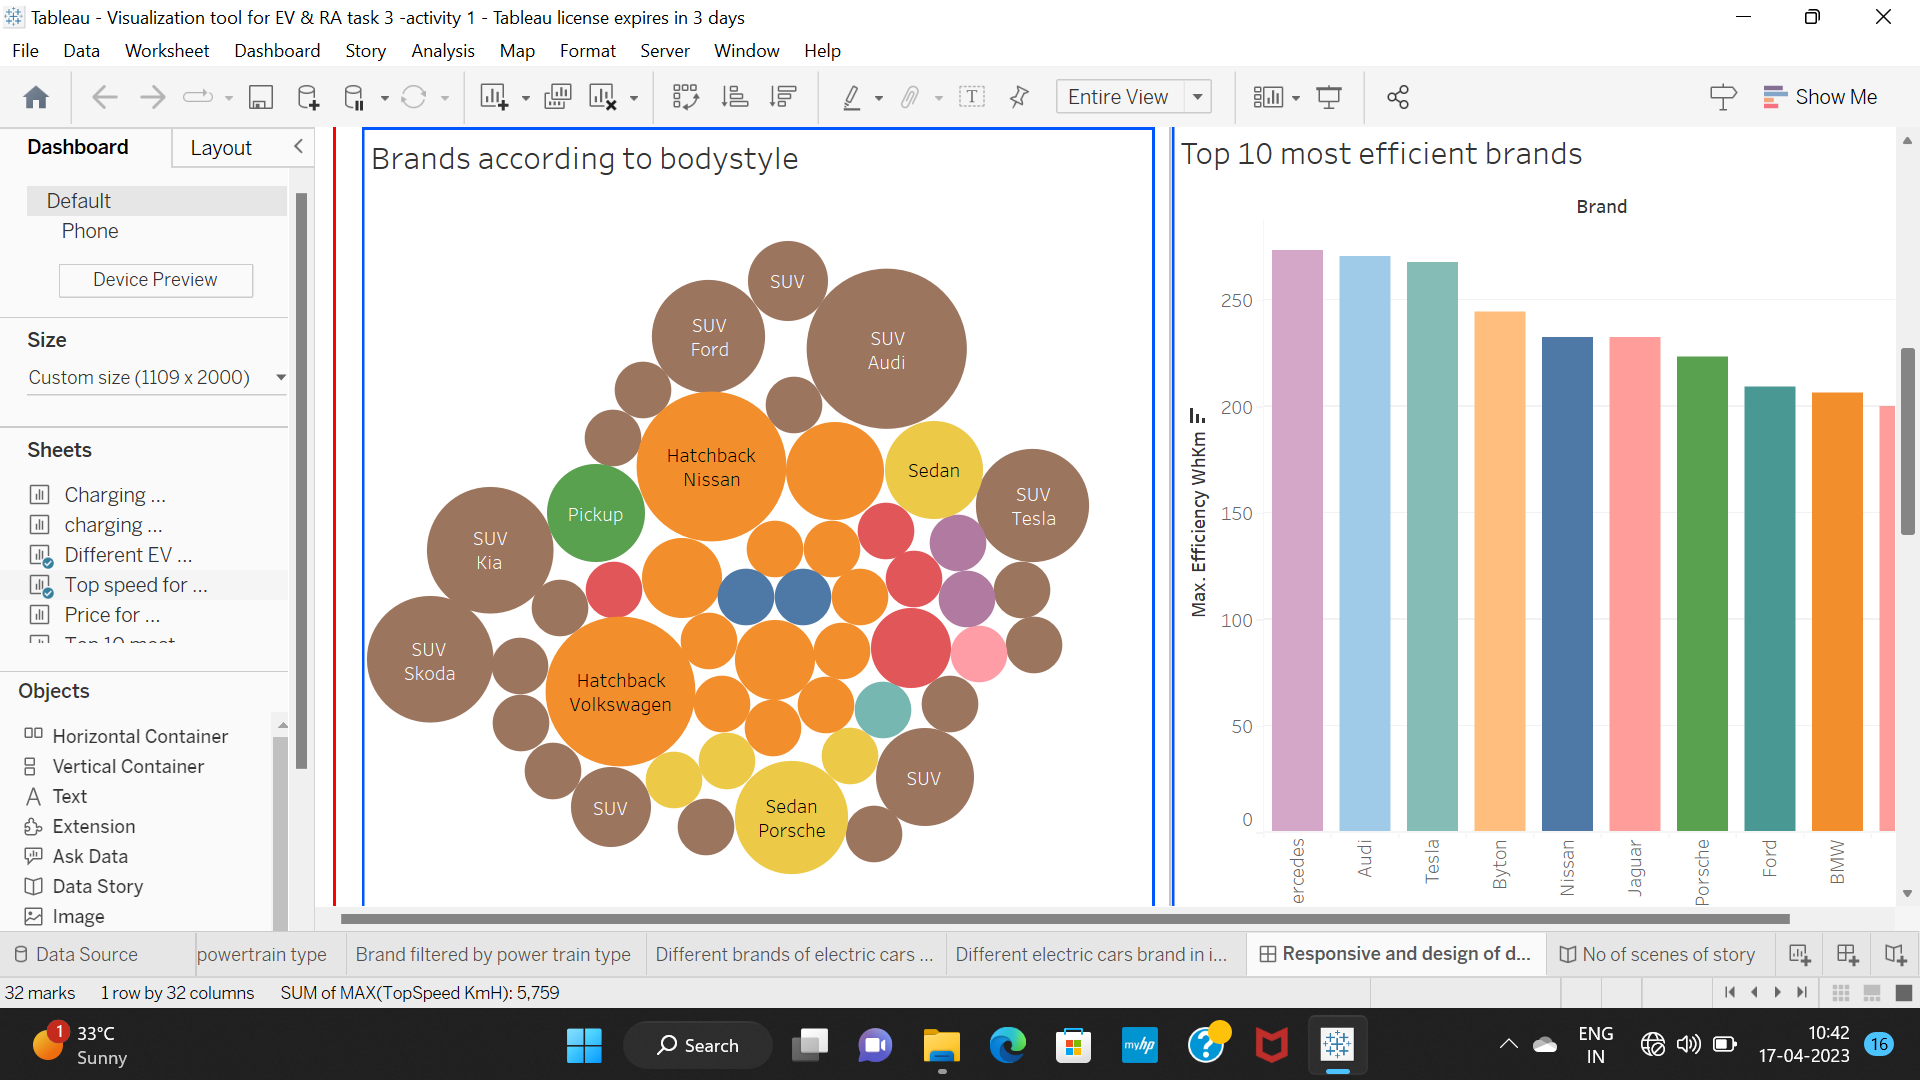 Tableau - Visualization tool for EV & RA task 3 -activity 1 - Tableau license expires in 3 days
File Data Worksheet Dashboard Story Analysis Map Format Server Window Help
Entire View
Show Me
Dashboard
Layout
Default
Phone
Device Preview
Size
Custom size (1109 x 2000)
Sheets
Charging ...
charging ...
Different EV ...
Top speed for ...
Price for ...
Objects
Horizontal Container
Vertical Container
Text
Extension
Ask Data
Data Story
Image
Brands according to bodystyle
SUV
SUV
Ford
SUV
Audi
Hatchback
Nissan
Sedan
SUV
Tesla
Pickup
SUV
Kia
SUV
Skoda
Hatchback
Volkswagen
SUV
SUV
Sedan
Porsche
Top 10 most efficient brands
Brand
Max. Efficiency WhKm
250
200
150
100
50
0
ercedes
Audi
Tesla
Byton
Nissan
Jaguar
Porsche
Ford
BMW
Data Source
powertrain type
Brand filtered by power train type
Different brands of electric cars ...
Different electric cars brand in i...
Responsive and design of d...
No of scenes of story
32 marks 1 row by 32 columns SUM of MAX(TopSpeed KmH): 5,759
1
33°C
Sunny
Search
myhp
ENG
IN
10:42
17-04-2023
16